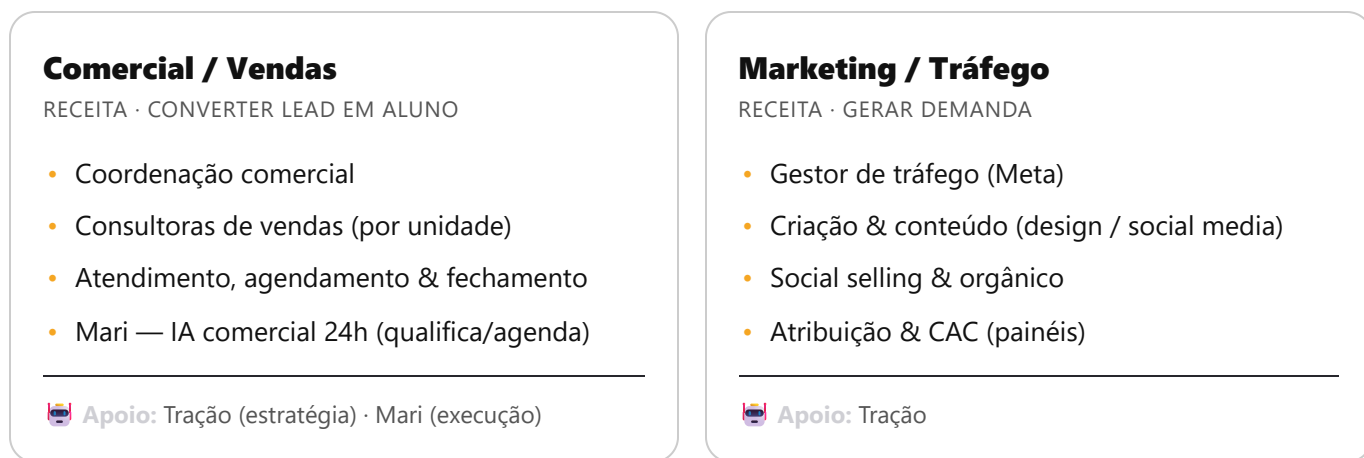 Comercial / Vendas
RECEITA · CONVERTER LEAD EM ALUNO
• Coordenação comercial
• Consultoras de vendas (por unidade)
• Atendimento, agendamento & fechamento
• Mari — IA comercial 24h (qualifica/agenda)
Apoio: Tração (estratégia) · Mari (execução)
Marketing / Tráfego
RECEITA · GERAR DEMANDA
• Gestor de tráfego (Meta)
• Criação & conteúdo (design / social media)
• Social selling & orgânico
• Atribuição & CAC (painéis)
Apoio: Tração